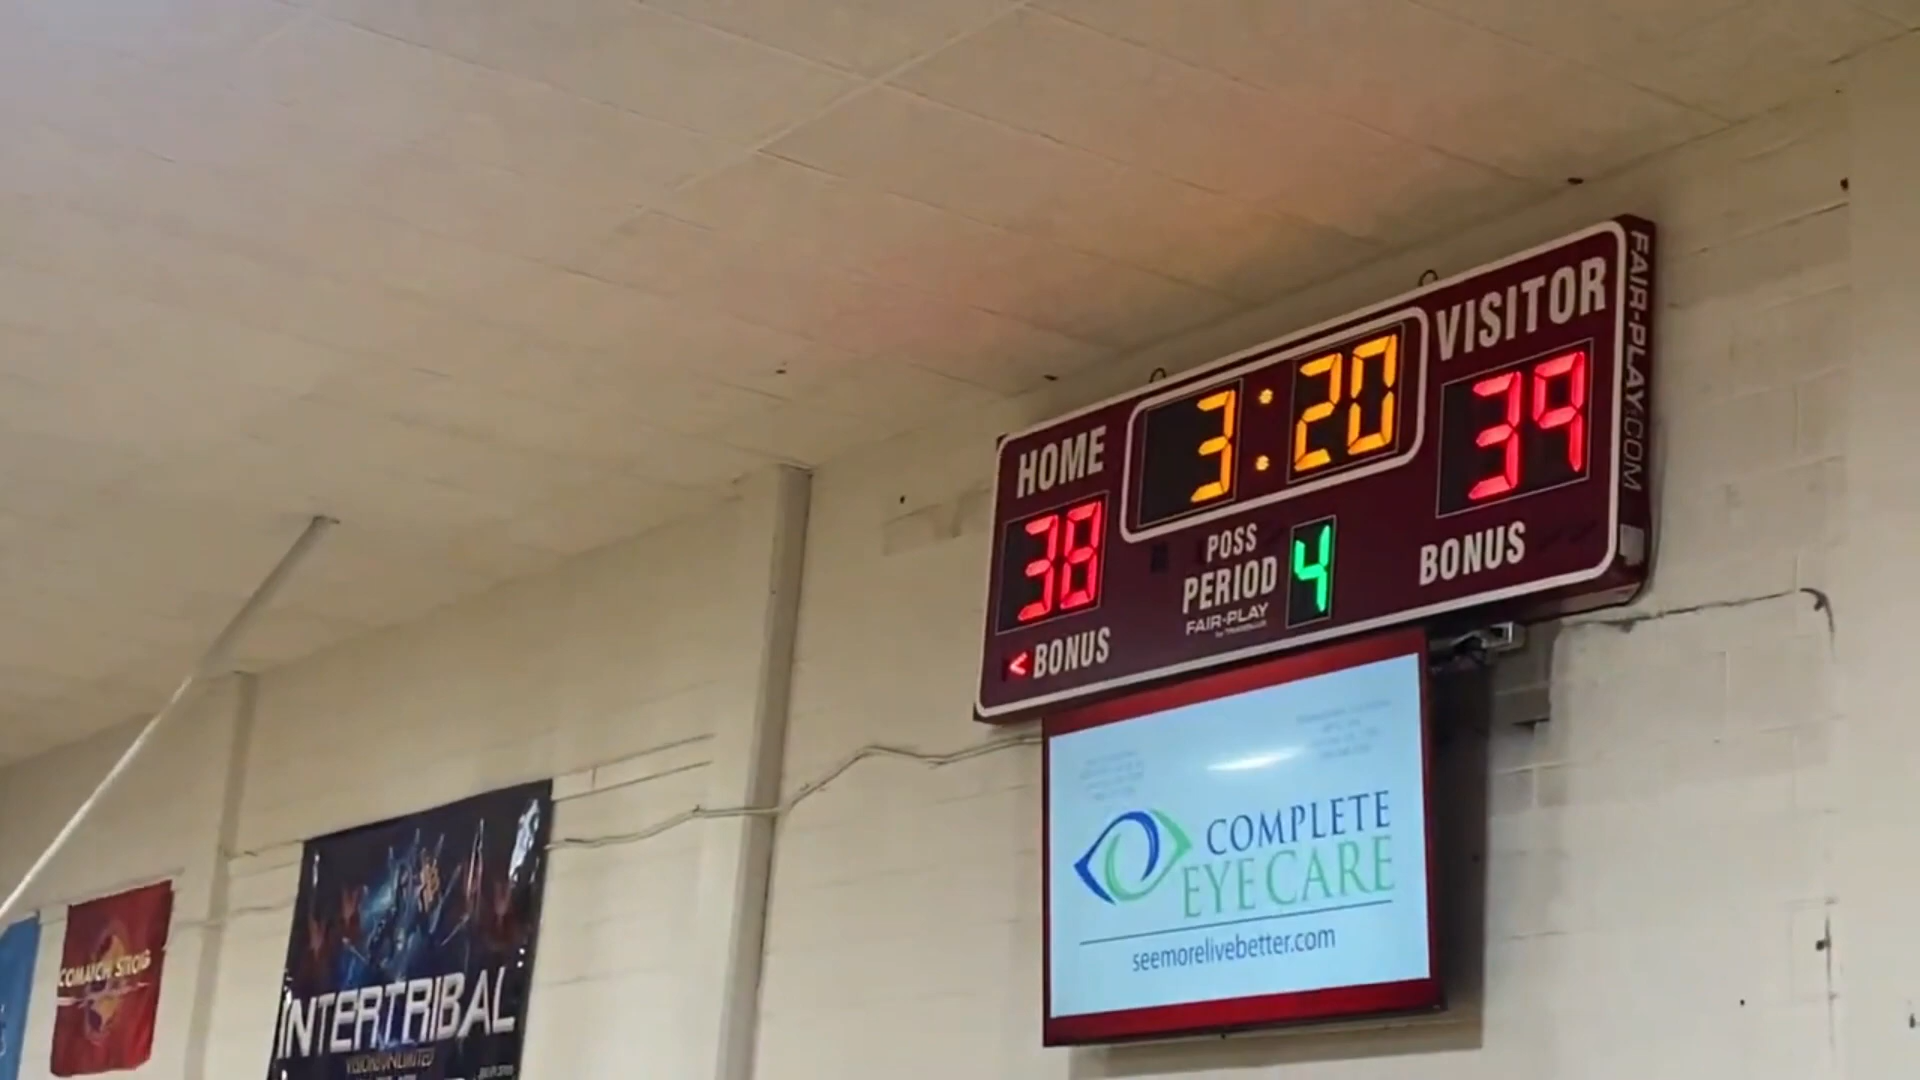 FAIR-PLAY.COM
VISITOR
3:20
39
HOME
38
POSS
PERIOD 4
FAIR-PLAY
BONUS
< BONUS
COMPLETE
EYE CARE
seemorelivebetter.com
INTERTRIBAL